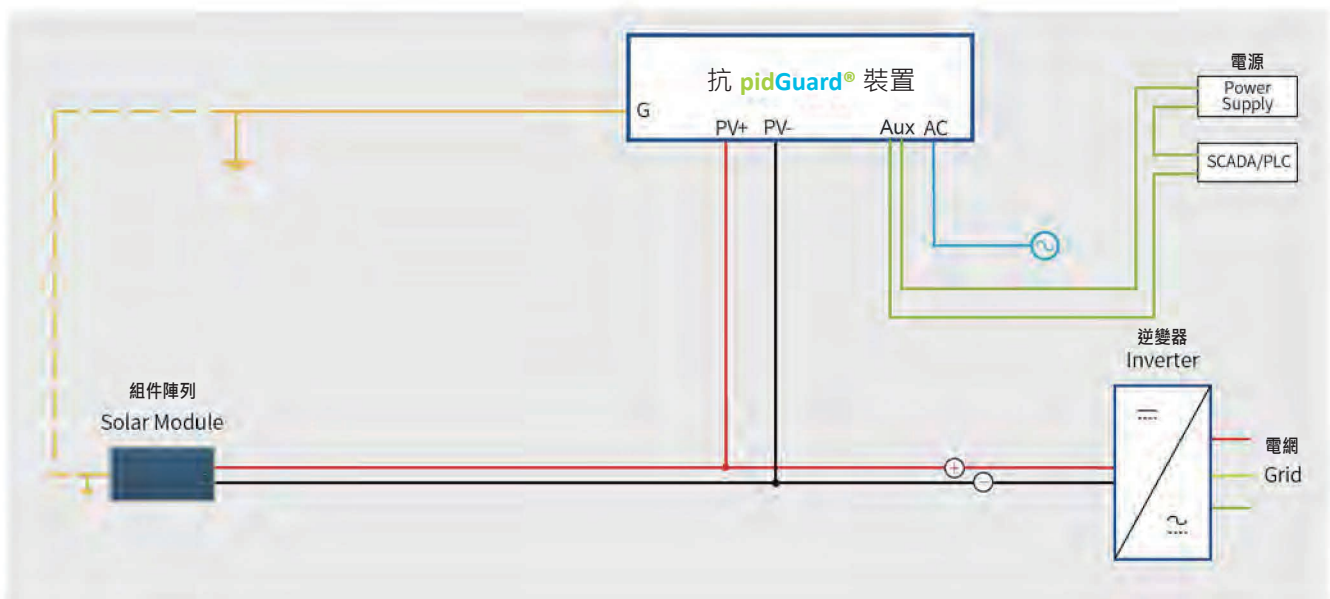 抗 pidGuard® 裝置
G
PV+ PV- Aux AC
電源
Power
Supply
SCADA/PLC
逆變器
Inverter
組件陣列
Solar Module
+
−
電網
Grid